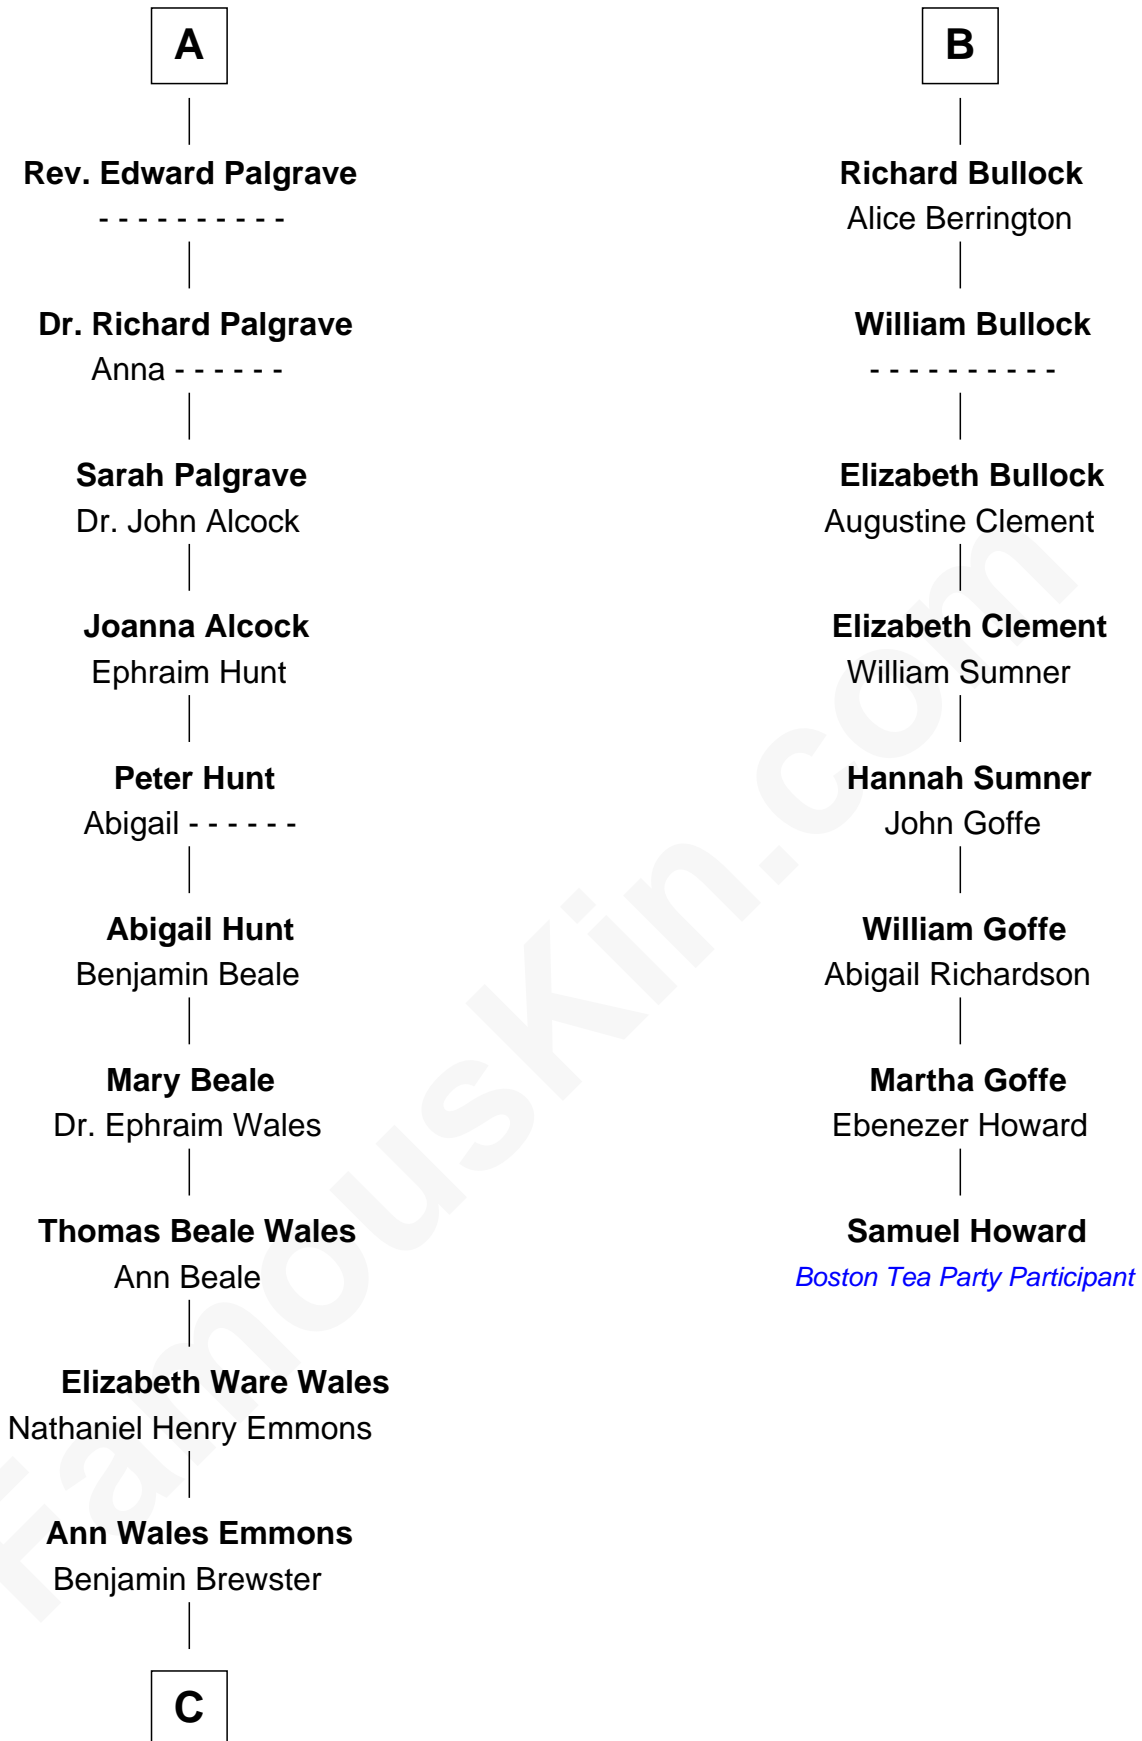 A
Rev. Edward Palgrave
- - - - - - - - - -
Dr. Richard Palgrave
Anna - - - - - -
Sarah Palgrave
Dr. John Alcock
Joanna Alcock
Ephraim Hunt
Peter Hunt
Abigail - - - - - -
Abigail Hunt
Benjamin Beale
Mary Beale
Dr. Ephraim Wales
Thomas Beale Wales
Ann Beale
Elizabeth Ware Wales
Nathaniel Henry Emmons
Ann Wales Emmons
Benjamin Brewster
C
B
Richard Bullock
Alice Berrington
William Bullock
- - - - - - - - - -
Elizabeth Bullock
Augustine Clement
Elizabeth Clement
William Sumner
Hannah Sumner
John Goffe
William Goffe
Abigail Richardson
Martha Goffe
Ebenezer Howard
Samuel Howard
Boston Tea Party Participant
FamousKin.com